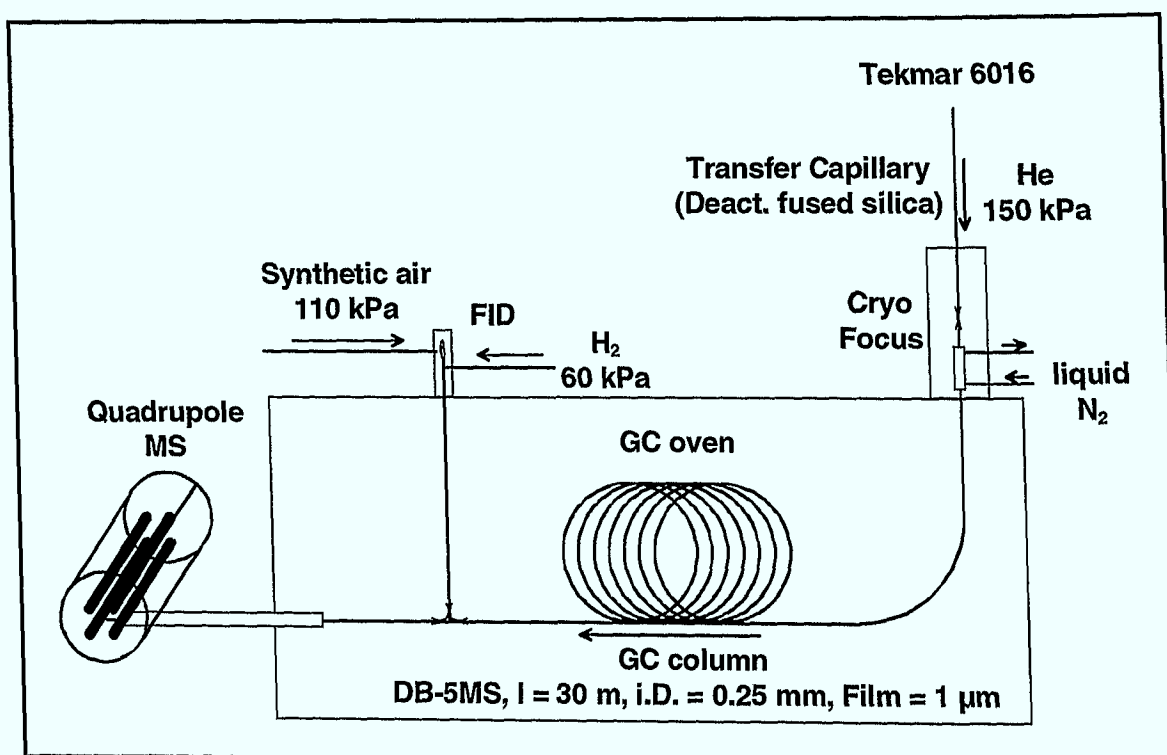 Tekmar 6016
Transfer Capillary
(Deact. fused silica)
He
150 kPa
Synthetic air
110 kPa
FID
H₂
60 kPa
Cryo
Focus
liquid
N₂
Quadrupole
MS
GC oven
GC column
DB-5MS, l = 30 m, i.D. = 0.25 mm, Film = 1 µm